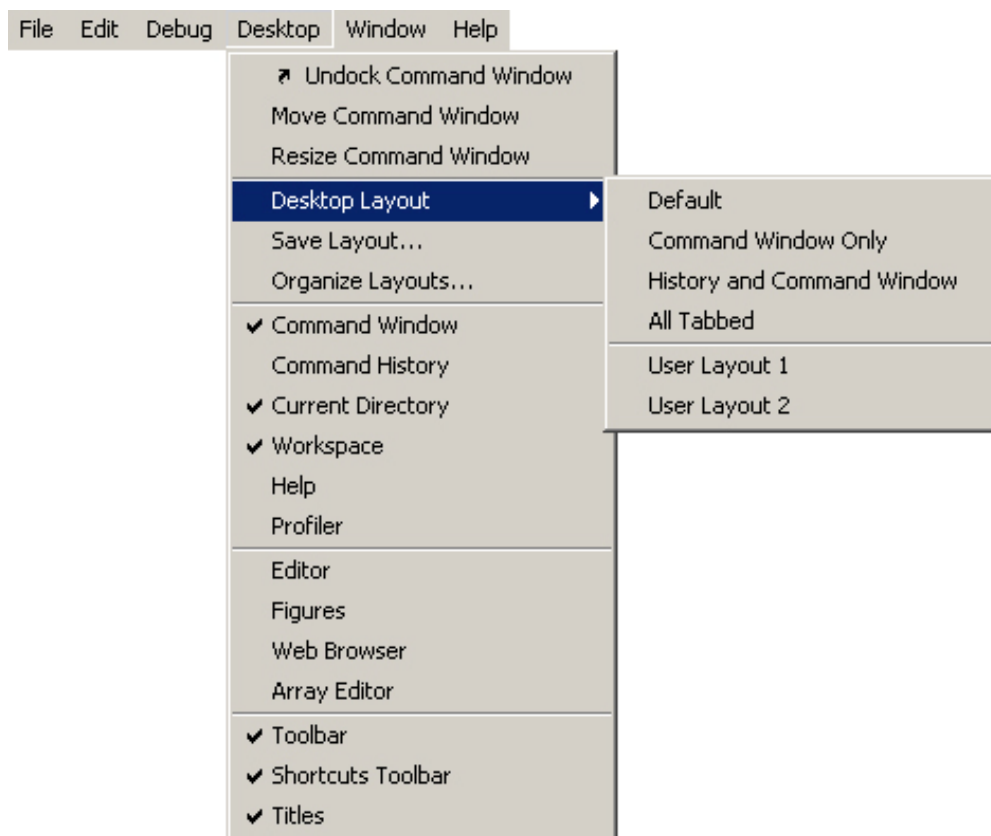 File Edit Debug Desktop Window Help
Undock Command Window
Move Command Window
Resize Command Window
Desktop Layout
Save Layout...
Organize Layouts...
Command Window
Command History
Current Directory
Workspace
Help
Profiler
Editor
Figures
Web Browser
Array Editor
Toolbar
Shortcuts Toolbar
Titles
Default
Command Window Only
History and Command Window
All Tabbed
User Layout 1
User Layout 2